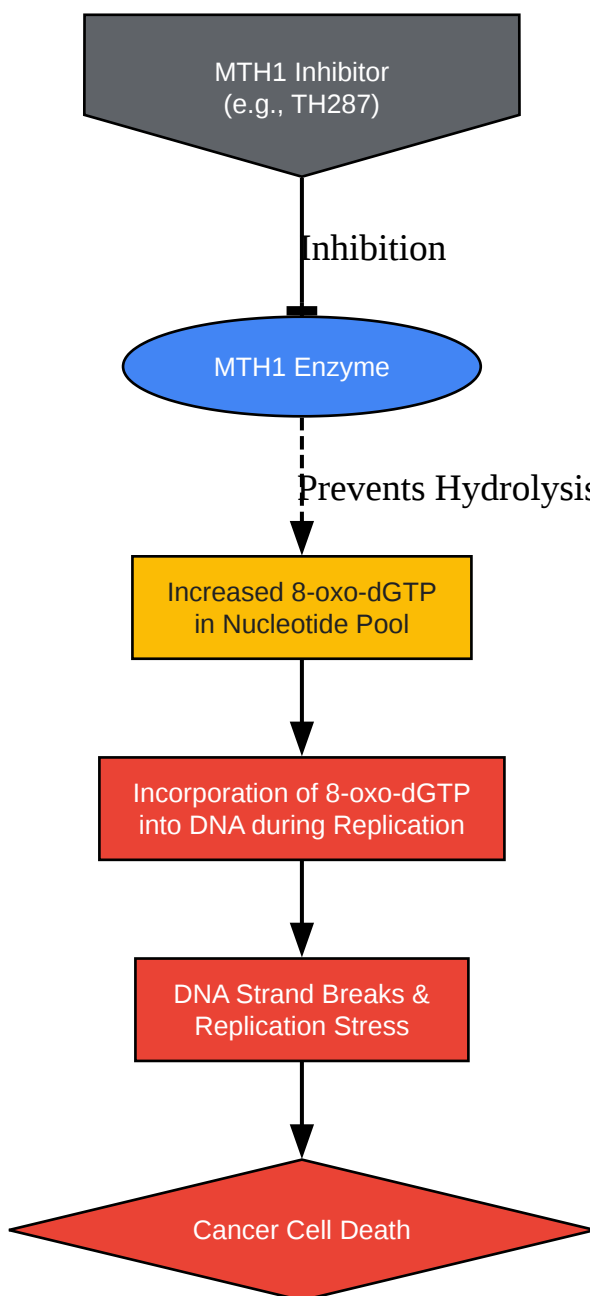 MTH1 Inhibitor
(e.g., TH287)
Inhibition
MTH1 Enzyme
Prevents Hydrolysis
Increased 8-oxo-dGTP
in Nucleotide Pool
Incorporation of 8-oxo-dGTP
into DNA during Replication
DNA Strand Breaks &
Replication Stress
Cancer Cell Death